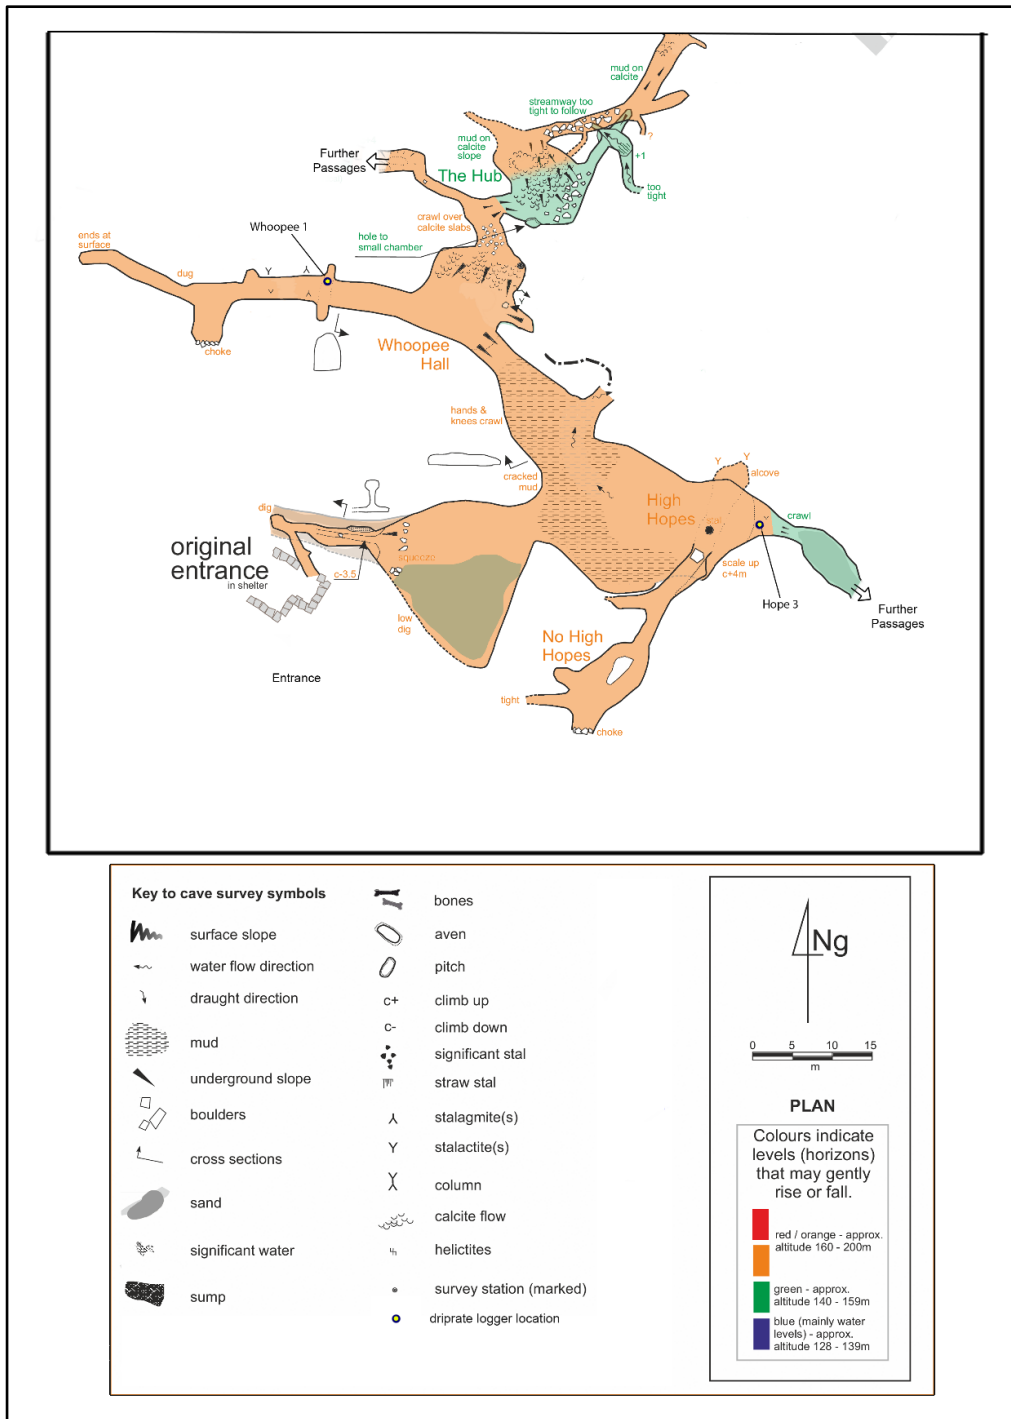 mud on
calcite
streamway too
tight to follow
mud on
calcite
slope
?
+1
Further
Passages
The Hub
too
tight
crawl over
calcite slabs
Whoopee 1
hole to
small chamber
ends at
surface
dug
choke
Whoopee
Hall
hands &
knees crawl
cracked
mud
Y
Y
alcove
High
Hopes
stal
crawl
dig
original
entrance
in shelter
squeeze
c-3.5
scale up
c+4m
Hope 3
Further
Passages
low
dig
No High
Hopes
Entrance
tight
choke
Key to cave survey symbols
surface slope
water flow direction
draught direction
mud
underground slope
boulders
cross sections
sand
significant water
sump
bones
aven
pitch
c+ climb up
c- climb down
significant stal
straw stal
stalagmite(s)
Y stalactite(s)
column
calcite flow
helictites
survey station (marked)
driprate logger location
Ng
0 5 10 15
m
PLAN
Colours indicate
levels (horizons)
that may gently
rise or fall.
red / orange - approx.
altitude 160 - 200m
green - approx.
altitude 140 - 159m
blue (mainly water
levels) - approx.
altitude 128 - 139m